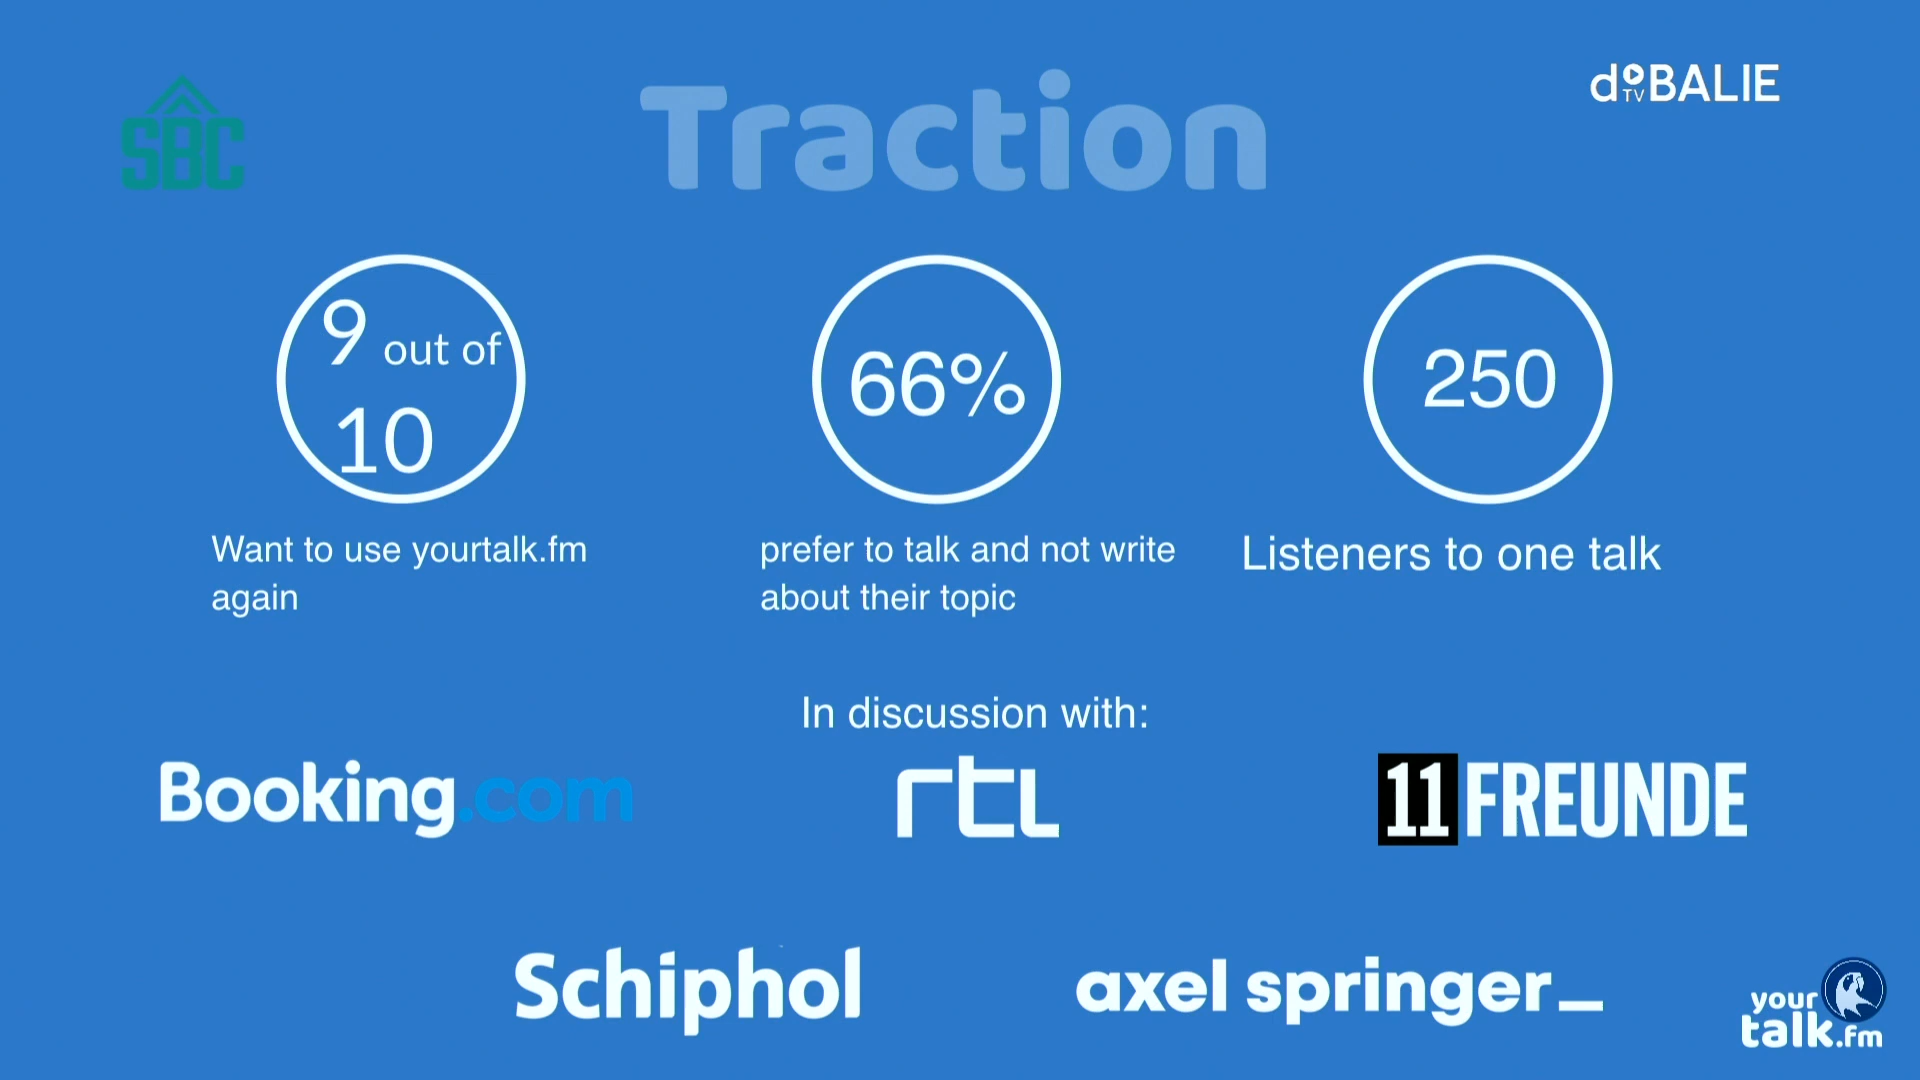 SBC
Traction
de BALIE
TV
9 out of
10
66%
250
Want to use yourtalk.fm
again
prefer to talk and not write
about their topic
Listeners to one talk
In discussion with:
Booking.com
rtl
11 FREUNDE
Schiphol
axel springer_
your
talk.fm